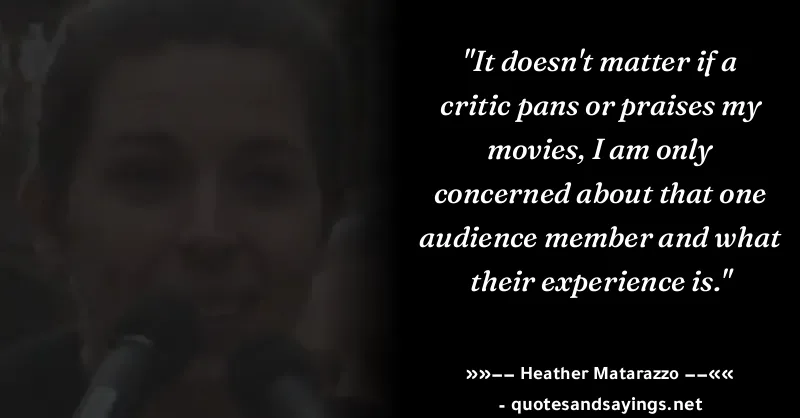 "It doesn't matter if a
critic pans or praises my
movies, I am only
concerned about that one
audience member and what
their experience is."
»»−− Heather Matarazzo −−««
- quotesandsayings.net